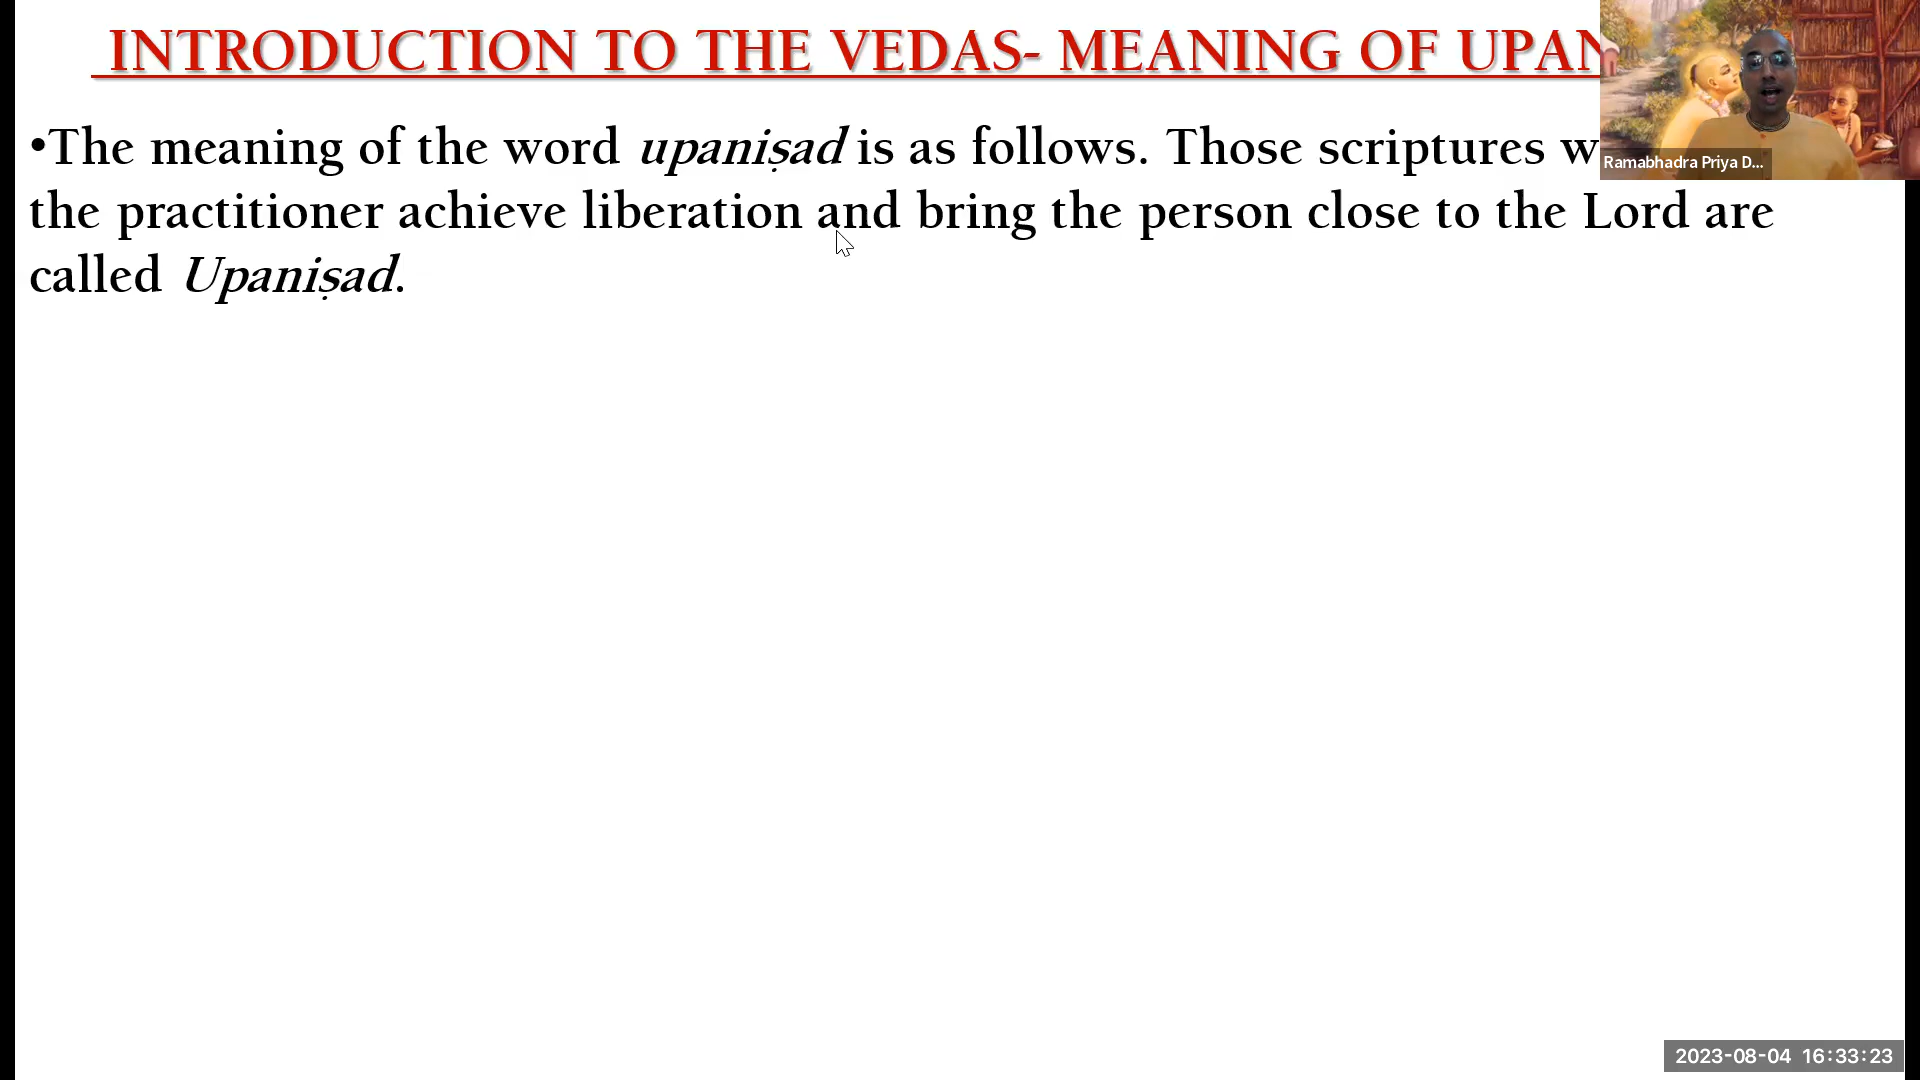 INTRODUCTION TO THE VEDAS- MEANING OF
•The meaning of the word upaniṣad is as follows. Those scriptures
the practitioner achieve liberation and bring the person close to the Lord are
called Upaniṣad.
Ramabhadra Priya D...
2023-08-04 16:33:23